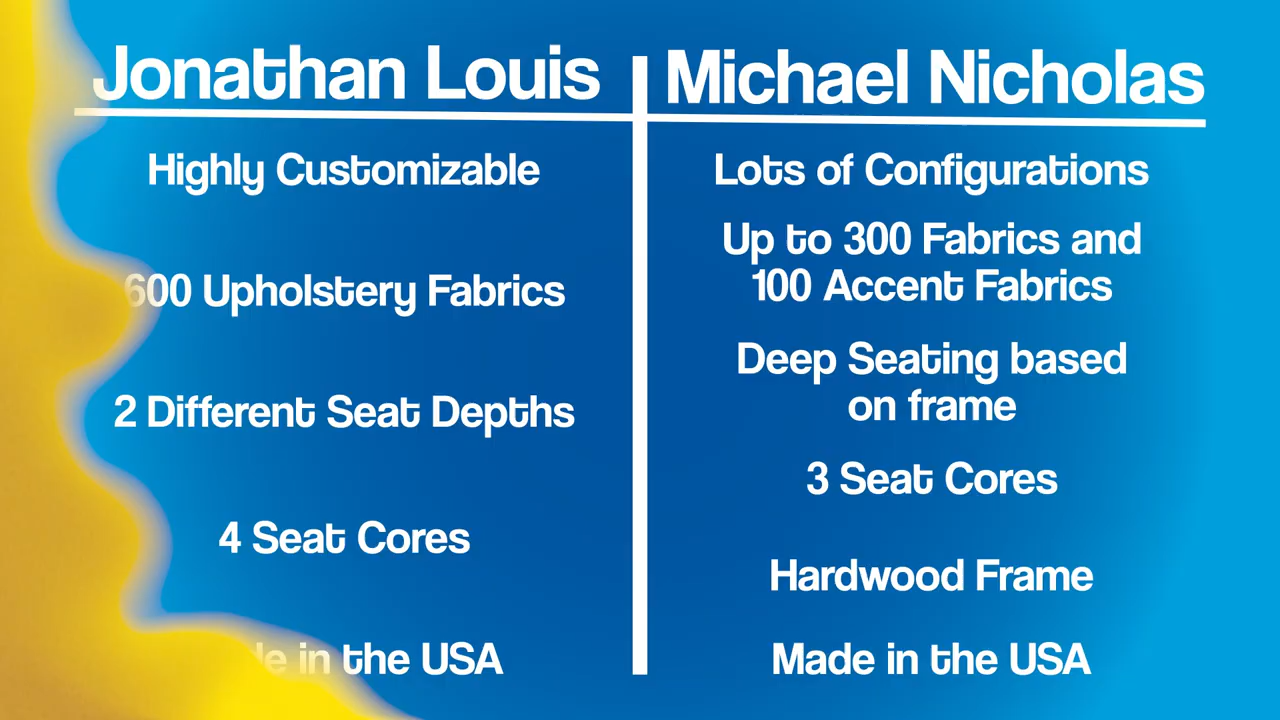 Jonathan Louis
Highly Customizable
600 Upholstery Fabrics
2 Different Seat Depths
4 Seat Cores
in the USA
Michael Nicholas
Lots of Configurations
Up to 300 Fabrics and
100 Accent Fabrics
Deep Seating based
on frame
3 Seat Cores
Hardwood Frame
Made in the USA